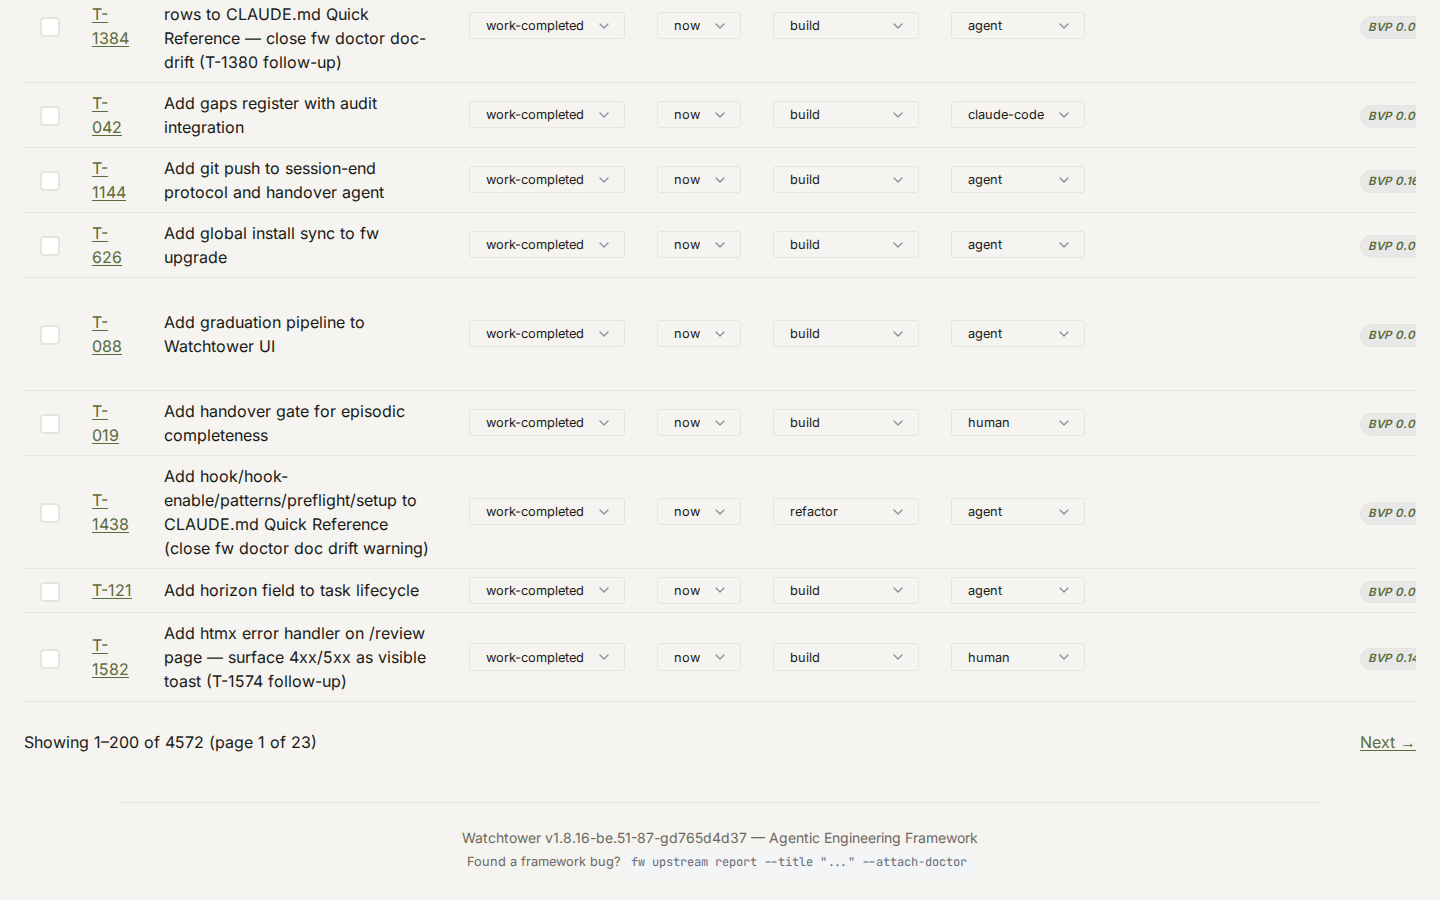 T-
1384
rows to CLAUDE.md Quick
Reference — close fw doctor doc-
drift (T-1380 follow-up)
work-completed
now
build
agent
BVP 0.0
T-
042
Add gaps register with audit
integration
work-completed
now
build
claude-code
BVP 0.0
T-
1144
Add git push to session-end
protocol and handover agent
work-completed
now
build
agent
BVP 0.16
T-
626
Add global install sync to fw
upgrade
work-completed
now
build
agent
BVP 0.0
T-
088
Add graduation pipeline to
Watchtower UI
work-completed
now
build
agent
BVP 0.0
T-
019
Add handover gate for episodic
completeness
work-completed
now
build
human
BVP 0.0
T-
1438
Add hook/hook-
enable/patterns/preflight/setup to
CLAUDE.md Quick Reference
(close fw doctor doc drift warning)
work-completed
now
refactor
agent
BVP 0.0
T-121
Add horizon field to task lifecycle
work-completed
now
build
agent
BVP 0.0
T-
1582
Add htmx error handler on /review
page — surface 4xx/5xx as visible
toast (T-1574 follow-up)
work-completed
now
build
human
BVP 0.14
Showing 1–200 of 4572 (page 1 of 23)
Next →
Watchtower v1.8.16-be.51-87-gd765d4d37 — Agentic Engineering Framework
Found a framework bug? fw upstream report --title "..." --attach-doctor